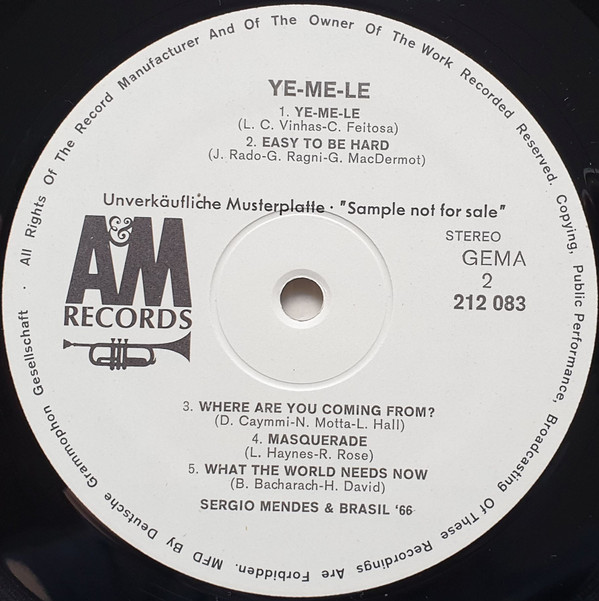 YE-ME-LE
1. YE-ME-LE
(L. C. Vinhas-C. Feitosa)
2. EASY TO BE HARD
(J. Rado-G. Ragni-G. MacDermot)
Unverkäufliche Musterplatte · "Sample not for sale"
A&M
RECORDS
STEREO
GEMA
2
212 083
3. WHERE ARE YOU COMING FROM?
(D. Caymmi-N. Motta-L. Hall)
4. MASQUERADE
(L. Haynes-R. Rose)
5. WHAT THE WORLD NEEDS NOW
(B. Bacharach-H. David)
SERGIO MENDES & BRASIL '66
· All Rights Of The Record Manufacturer And Of The Owner Of The Work Recorded Reserved. Copying, Public Performance, Broadcasting Of These Recordings Are Forbidden. MFD By Deutsche Grammophon Gesellschaft